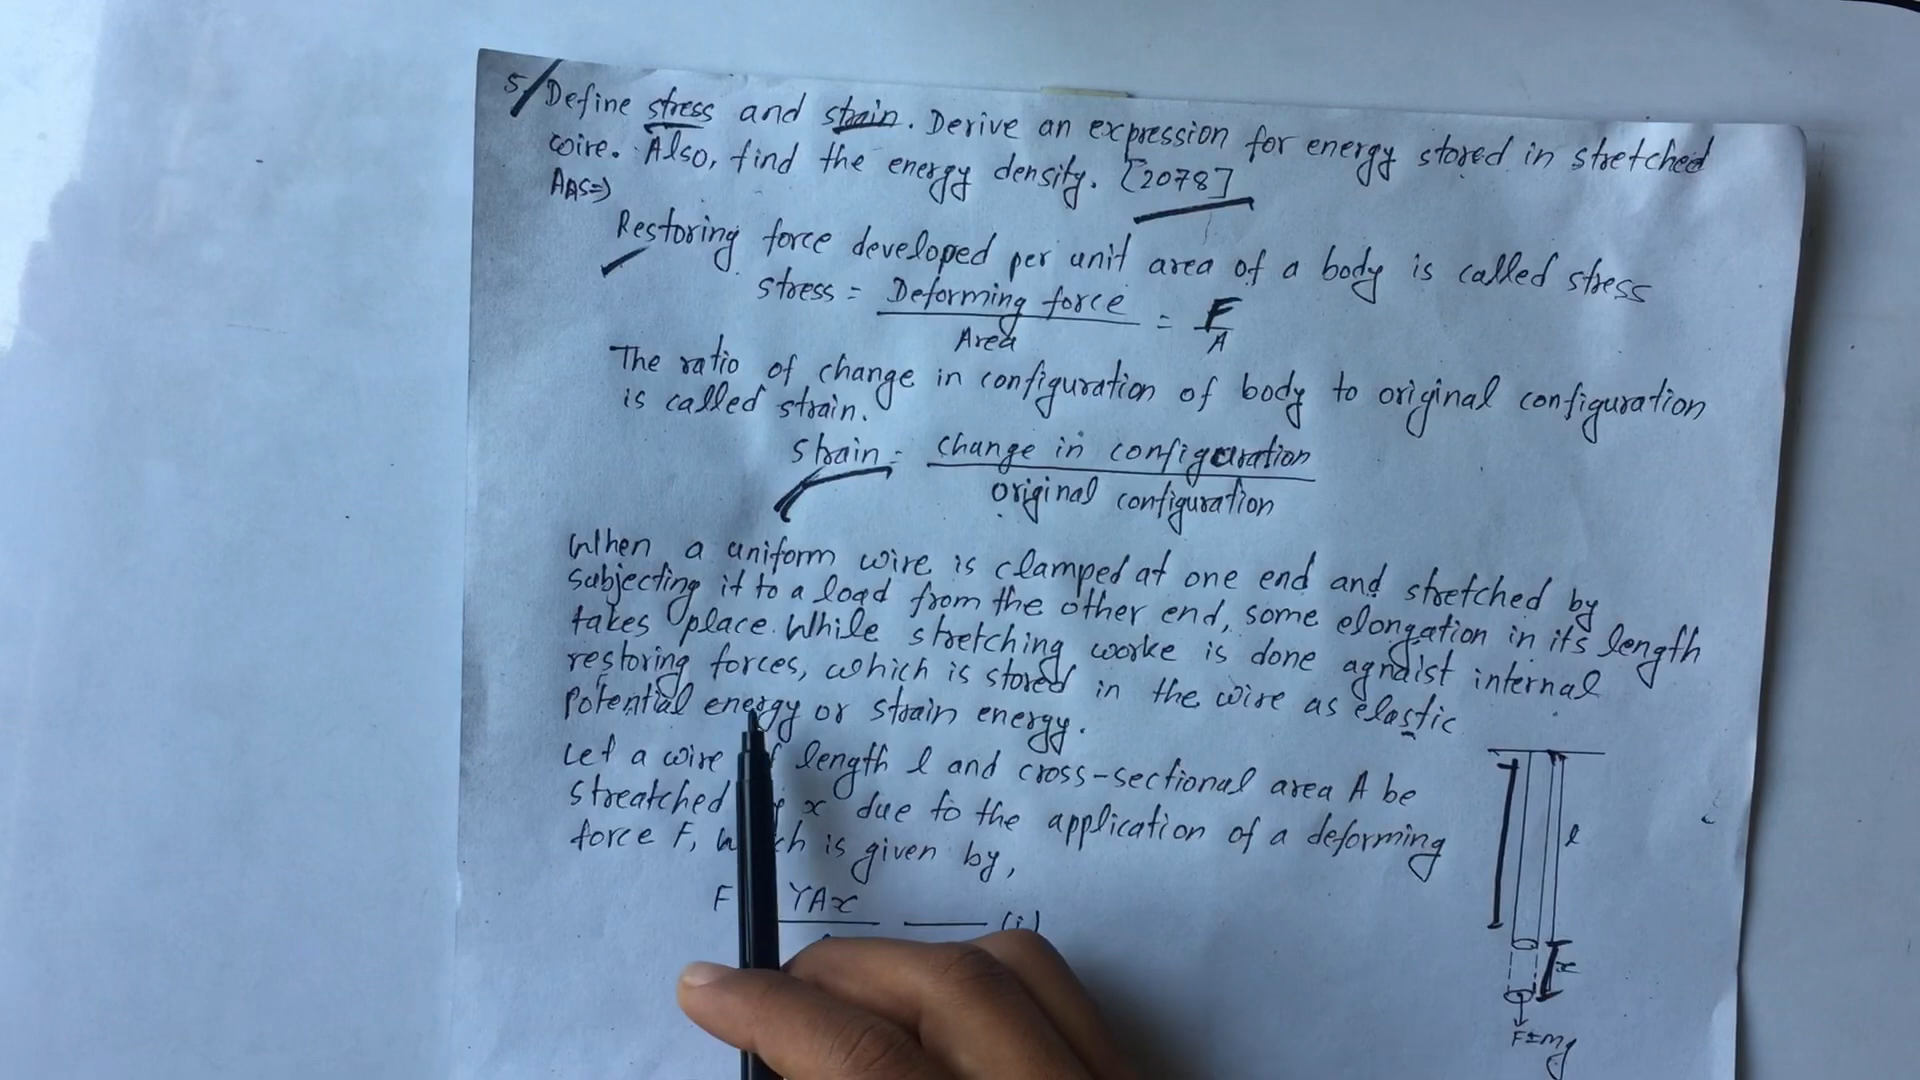 5/ Define stress and strain. Derive an expression for energy stored in stretched
wire. Also, find the energy density. [2078]
Ans=>
Restoring force developed per unit area of a body is called stress
stress = Deforming force / Area = F / A
The ratio of change in configuration of body to original configuration
is called strain.
strain = change in configuration / original configuration
When a uniform wire is clamped at one end and stretched by
subjecting it to a load from the other end, some elongation in its length
takes place. While stretching worke is done agnaist internal
restoring forces, which is stored in the wire as elastic
potential energy or strain energy.
Let a wire length l and cross-sectional area A be
streatched x due to the application of a deforming
force F, is given by,
F YAx (i)
l
x
F=mg